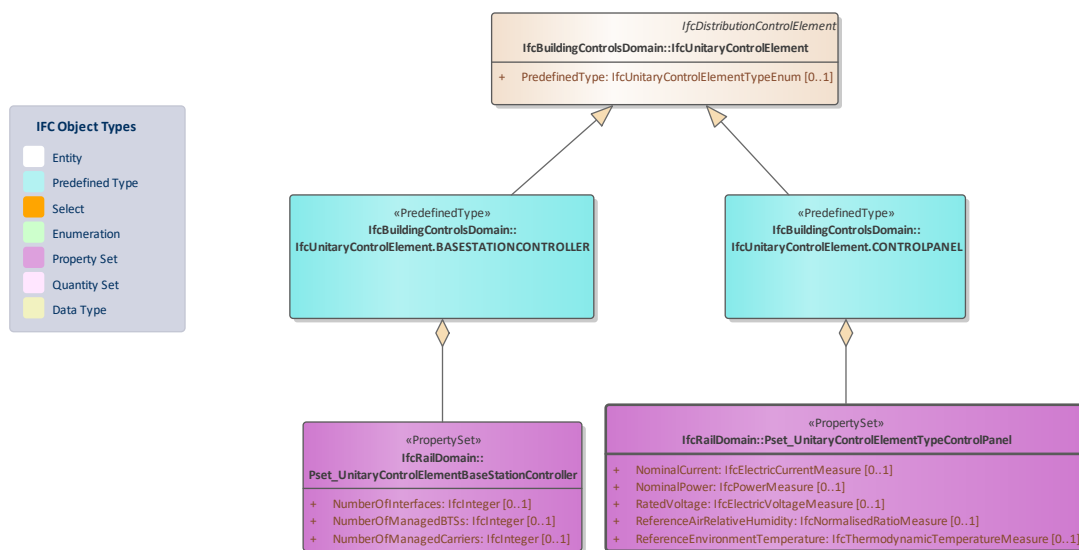 IfcDistributionControlElement
IfcBuildingControlsDomain::IfcUnitaryControlElement
+ PredefinedType: IfcUnitaryControlElementTypeEnum [0..1]
IFC Object Types
Entity
Predefined Type
Select
Enumeration
Property Set
Quantity Set
Data Type
«PredefinedType»
IfcBuildingControlsDomain::
IfcUnitaryControlElement.BASESTATIONCONTROLLER
«PredefinedType»
IfcBuildingControlsDomain::
IfcUnitaryControlElement.CONTROLPANEL
«PropertySet»
IfcRailDomain::
Pset_UnitaryControlElementBaseStationController
+ NumberOfInterfaces: IfcInteger [0..1]
+ NumberOfManagedBTSs: IfcInteger [0..1]
+ NumberOfManagedCarriers: IfcInteger [0..1]
«PropertySet»
IfcRailDomain::Pset_UnitaryControlElementTypeControlPanel
+ NominalCurrent: IfcElectricCurrentMeasure [0..1]
+ NominalPower: IfcPowerMeasure [0..1]
+ RatedVoltage: IfcElectricVoltageMeasure [0..1]
+ ReferenceAirRelativeHumidity: IfcNormalisedRatioMeasure [0..1]
+ ReferenceEnvironmentTemperature: IfcThermodynamicTemperatureMeasure [0..1]